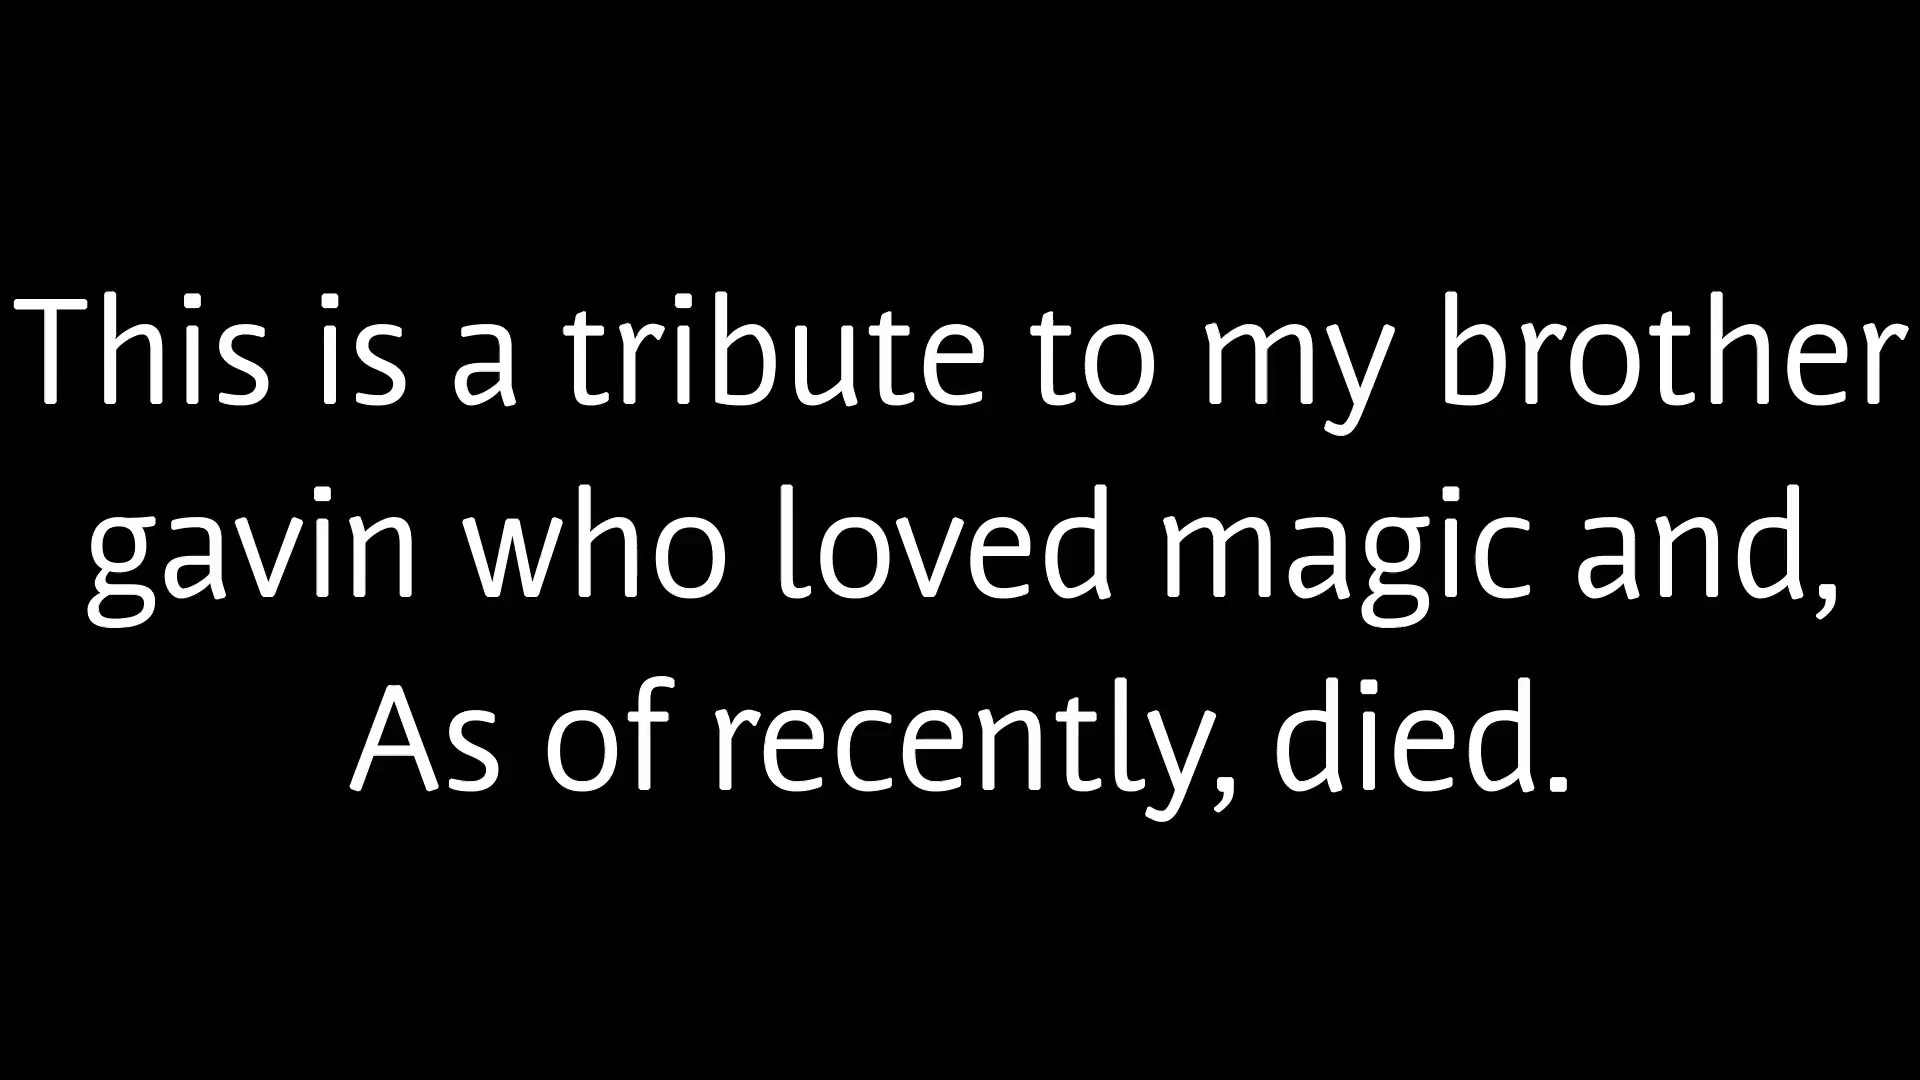 This is a tribute to my brother
gavin who loved magic and,
As of recently, died.